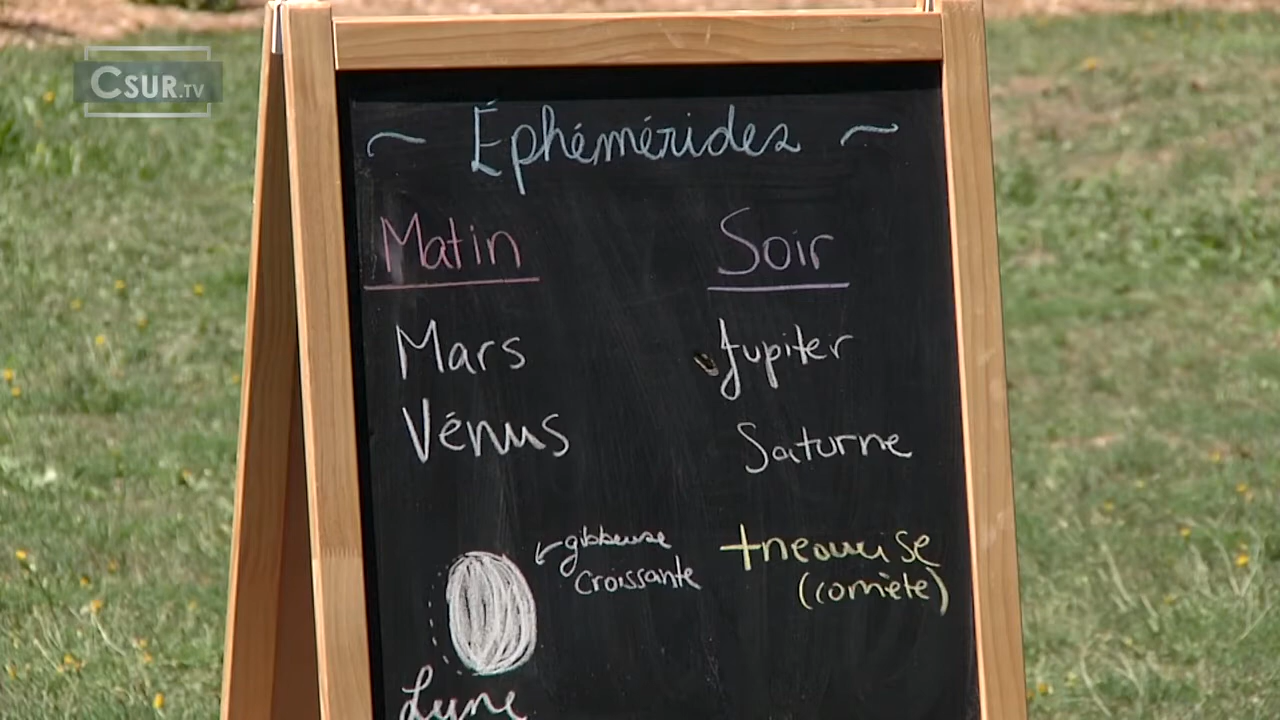 CSUR.TV
~ Éphémérides ~
Matin
Mars
Vénus
gibbeuse
croissante
Lune
Soir
Jupiter
Saturne
+neowise
(comète)